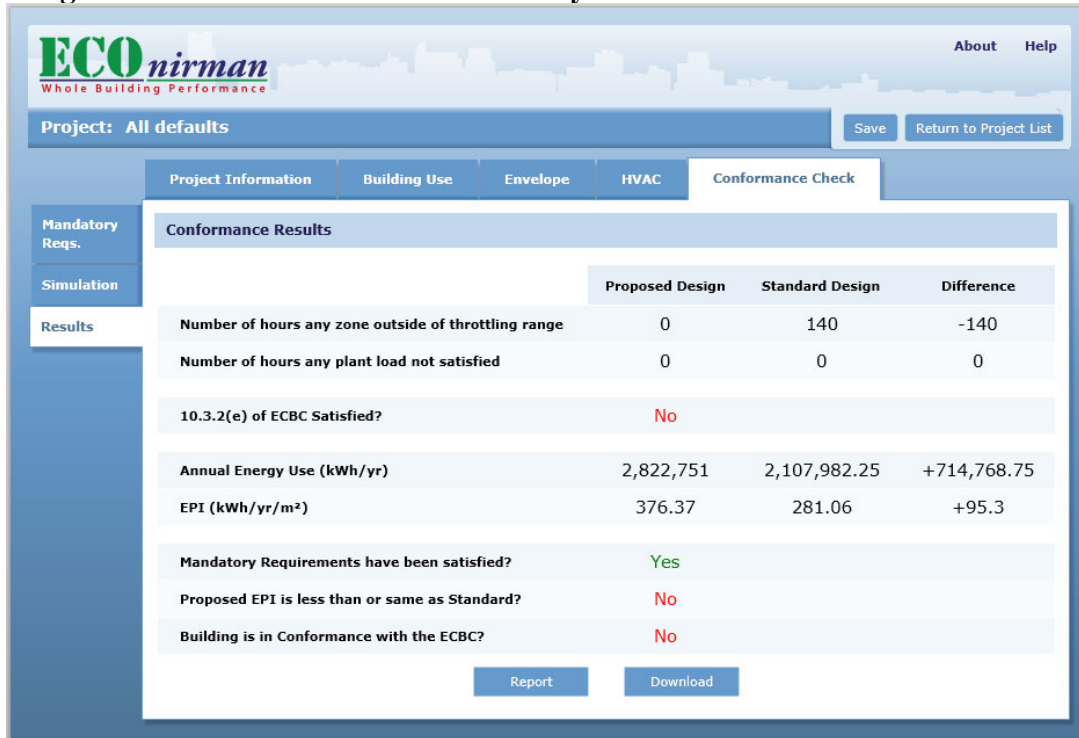 ECO nirman
Whole Building Performance
About Help
Project: All defaults
Save Return to Project List
Project Information Building Use Envelope HVAC Conformance Check
Mandatory
Reqs.
Simulation
Results
Conformance Results
Proposed Design Standard Design Difference
Number of hours any zone outside of throttling range 0 140 -140
Number of hours any plant load not satisfied 0 0 0
10.3.2(e) of ECBC Satisfied? No
Annual Energy Use (kWh/yr) 2,822,751 2,107,982.25 +714,768.75
EPI (kWh/yr/m²) 376.37 281.06 +95.3
Mandatory Requirements have been satisfied? Yes
Proposed EPI is less than or same as Standard? No
Building is in Conformance with the ECBC? No
Report Download